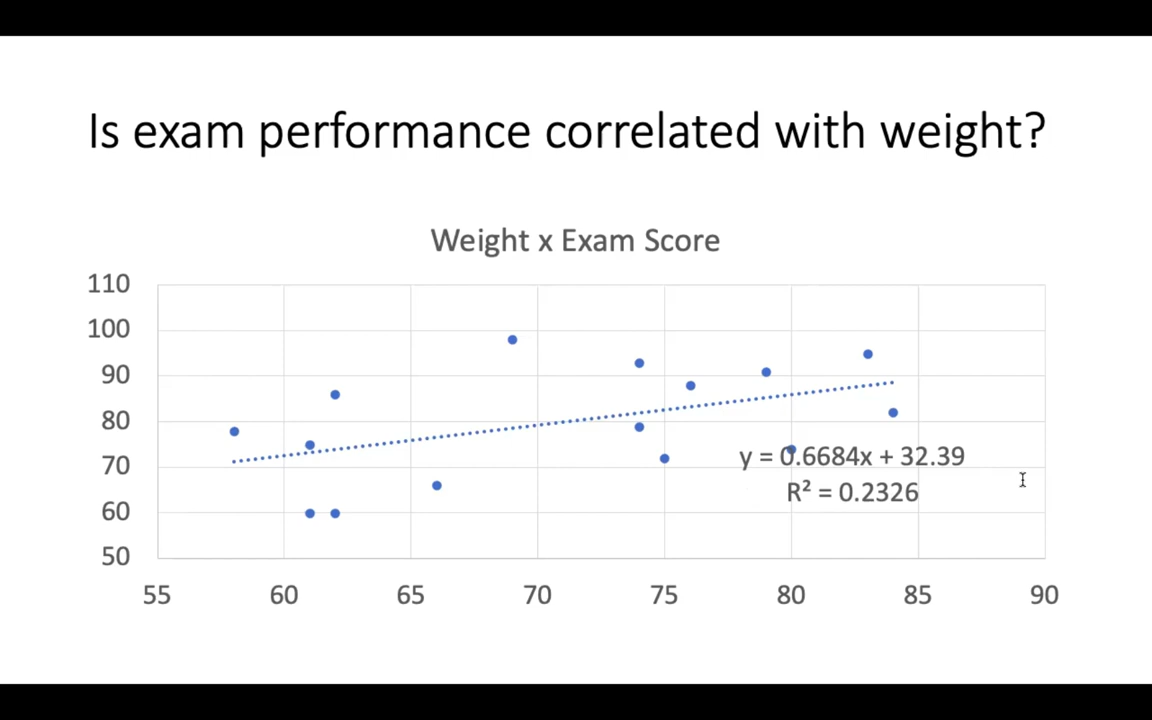 Is exam performance correlated with weight?
Weight x Exam Score
110
100
90
80
70
60
50
y = 0.6684x + 32.39
R² = 0.2326
55 60 65 70 75 80 85 90